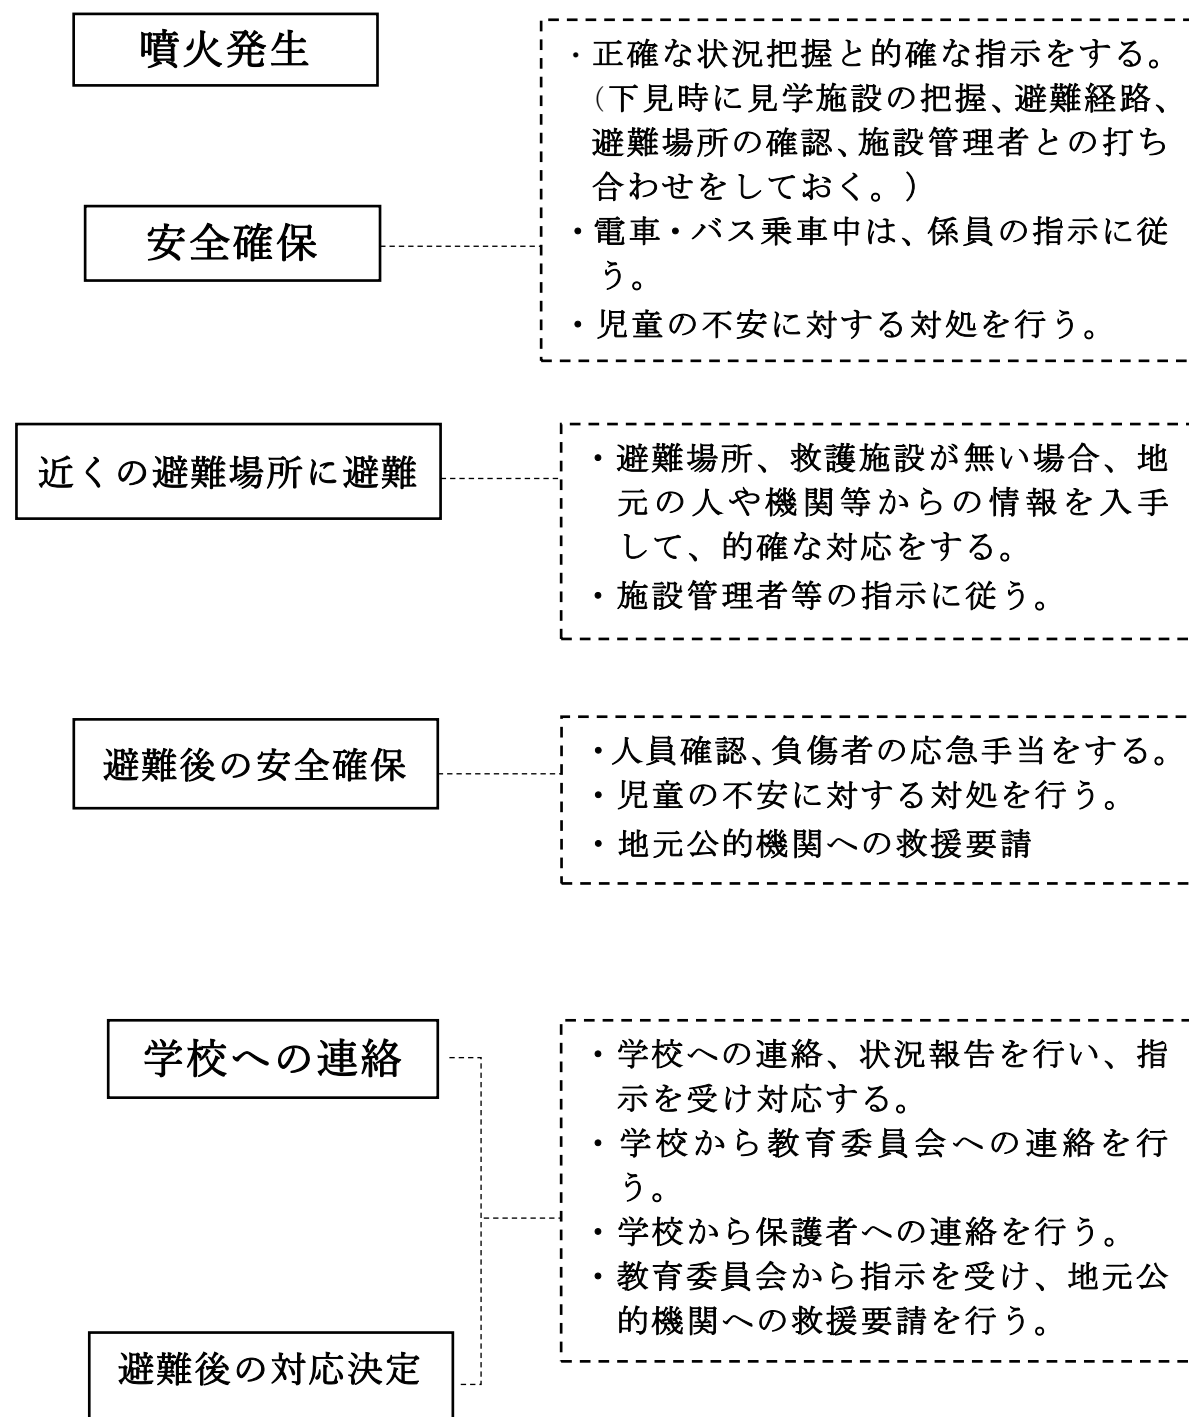 噴火発生
・正確な状況把握と的確な指示をする。
（下見時に見学施設の把握、避難経路、
避難場所の確認、施設管理者との打ち
合わせをしておく。）
安全確保
・電車・バス乗車中は、係員の指示に従
う。
・児童の不安に対する対処を行う。
近くの避難場所に避難
・避難場所、救護施設が無い場合、地
元の人や機関等からの情報を入手
して、的確な対応をする。
・施設管理者等の指示に従う。
避難後の安全確保
・人員確認、負傷者の応急手当をする。
・児童の不安に対する対処を行う。
・地元公的機関への救援要請
学校への連絡
・学校への連絡、状況報告を行い、指
示を受け対応する。
・学校から教育委員会への連絡を行
う。
・学校から保護者への連絡を行う。
・教育委員会から指示を受け、地元公
的機関への救援要請を行う。
避難後の対応決定